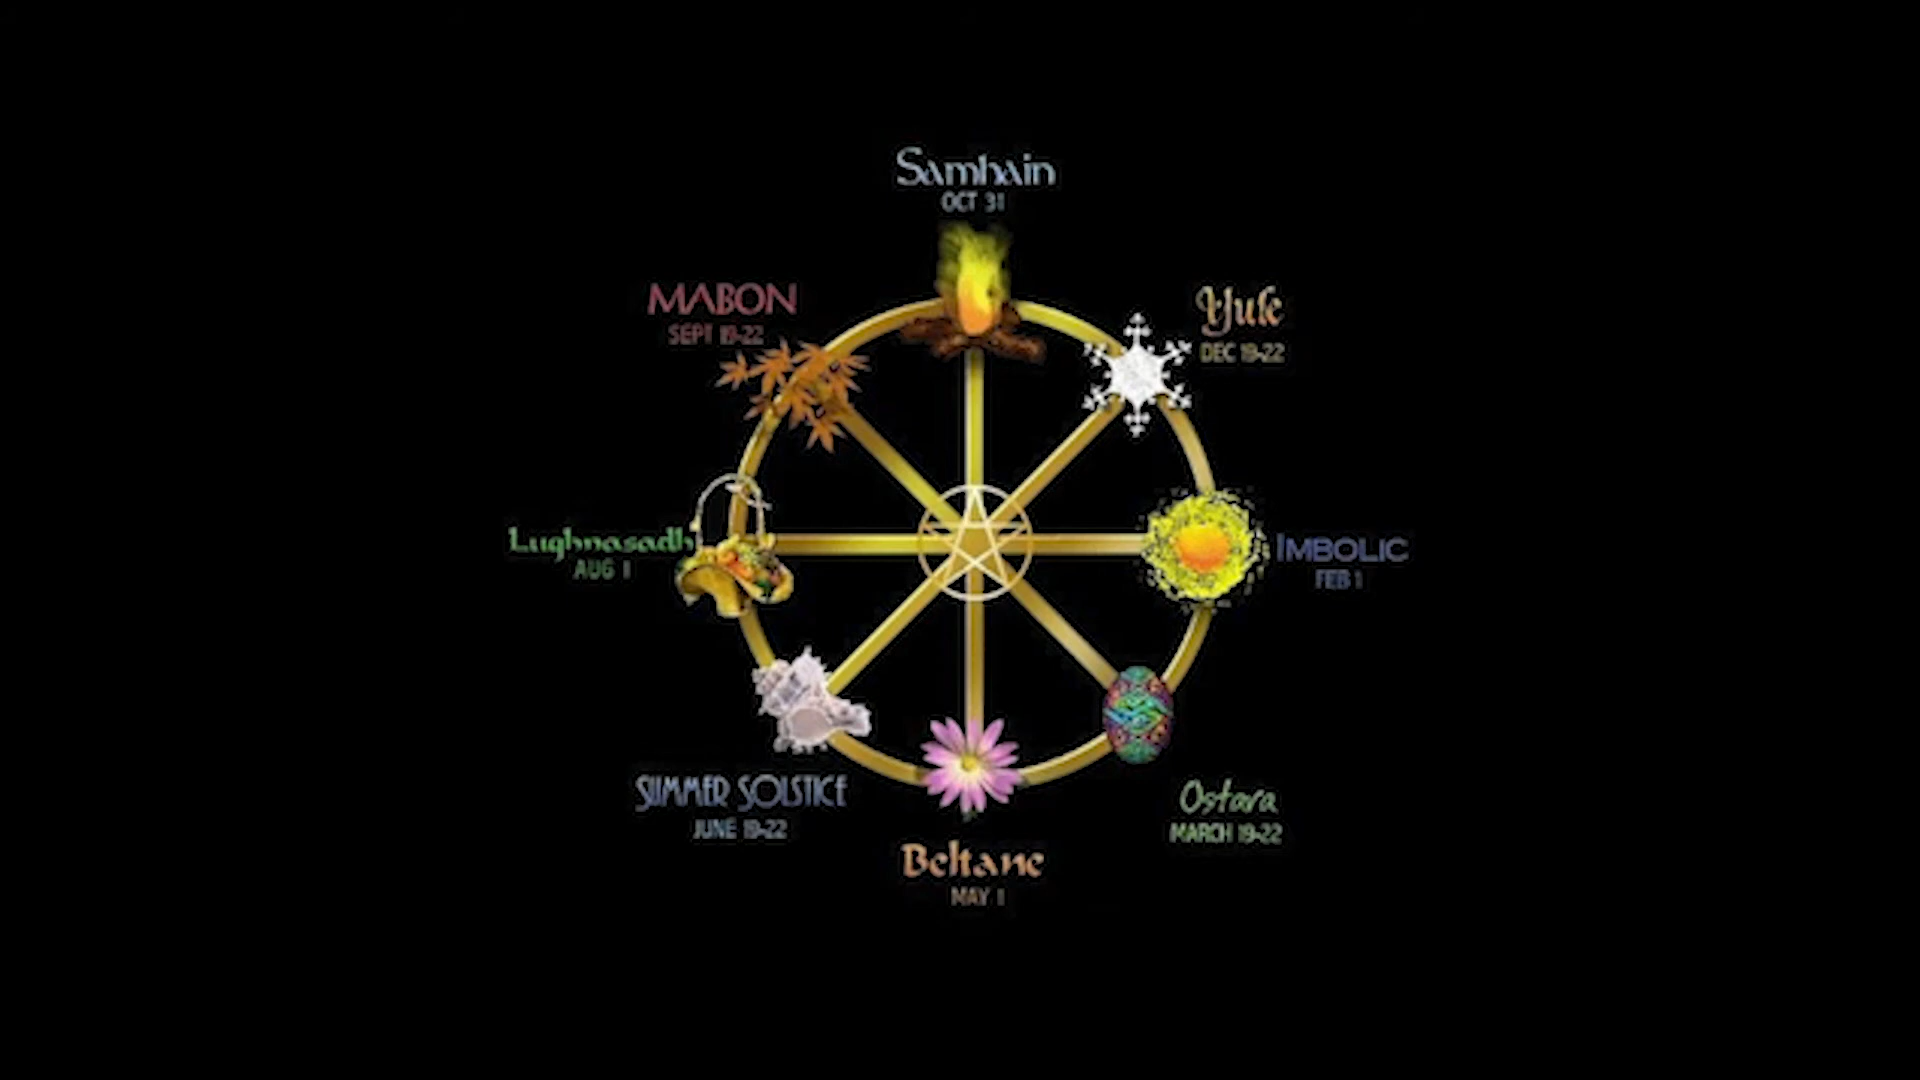 Samhain
OCT 31
MABON
SEPT 19-22
Yule
DEC 19-22
Lughnasadh
AUG 1
IMBOLIC
FEB 1
SUMMER SOLSTICE
JUNE 19-22
Ostara
MARCH 19-22
Beltane
MAY 1